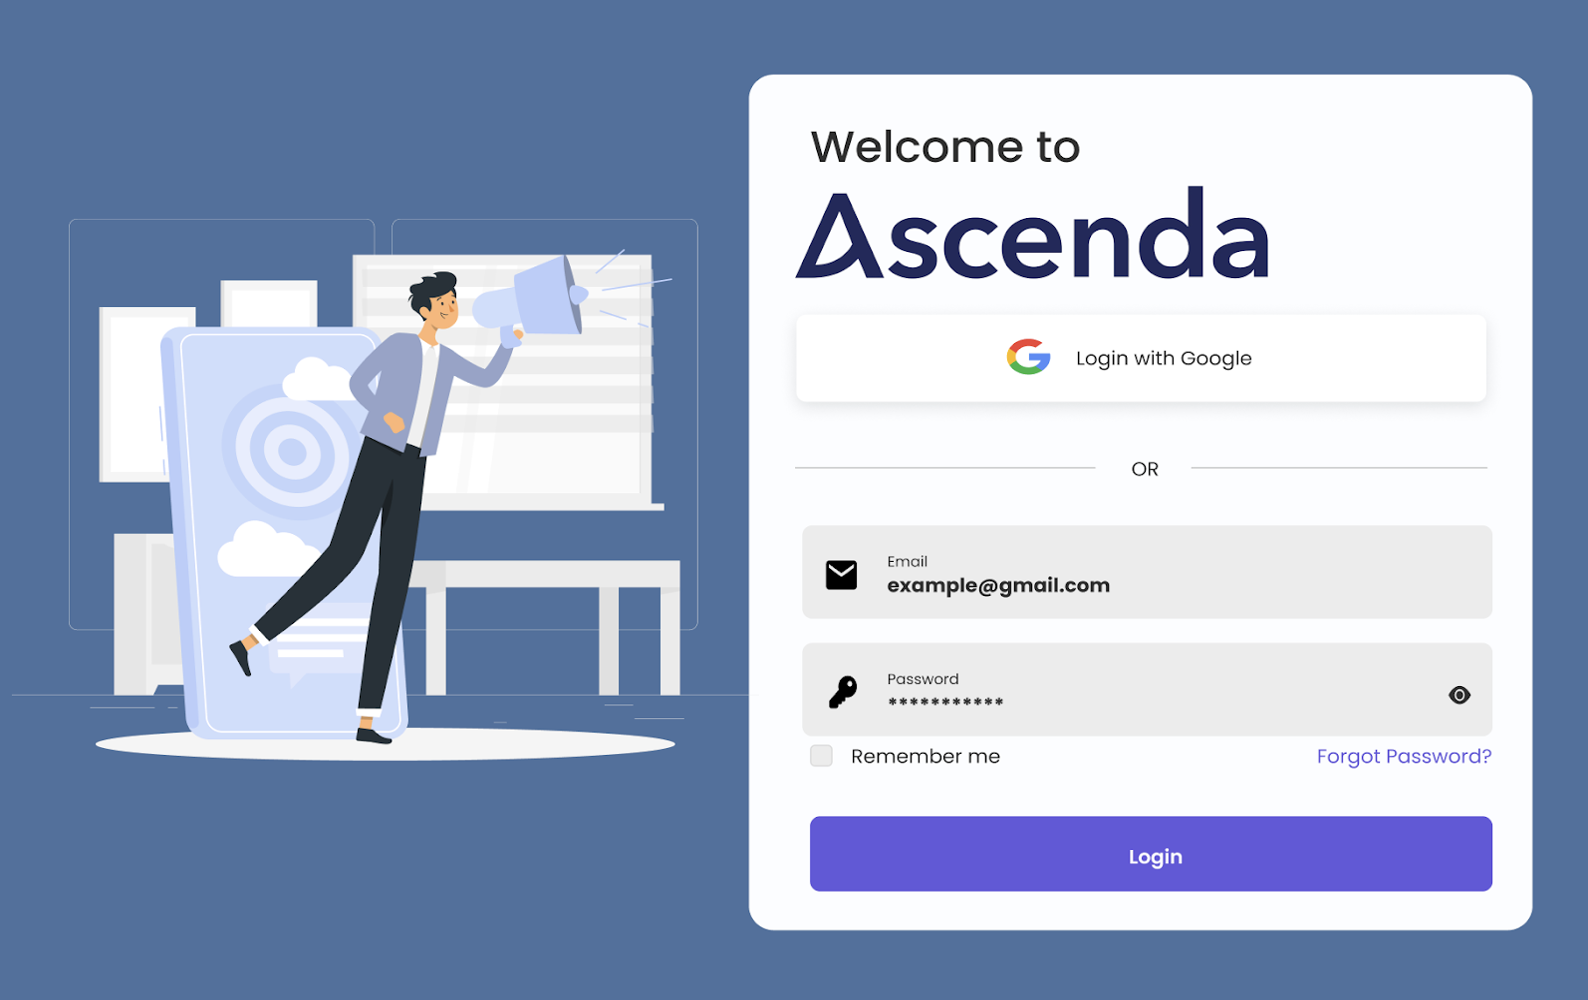 Welcome to
Ascenda
Login with Google
OR
Email
example@gmail.com
Password
***********
Remember me
Forgot Password?
Login